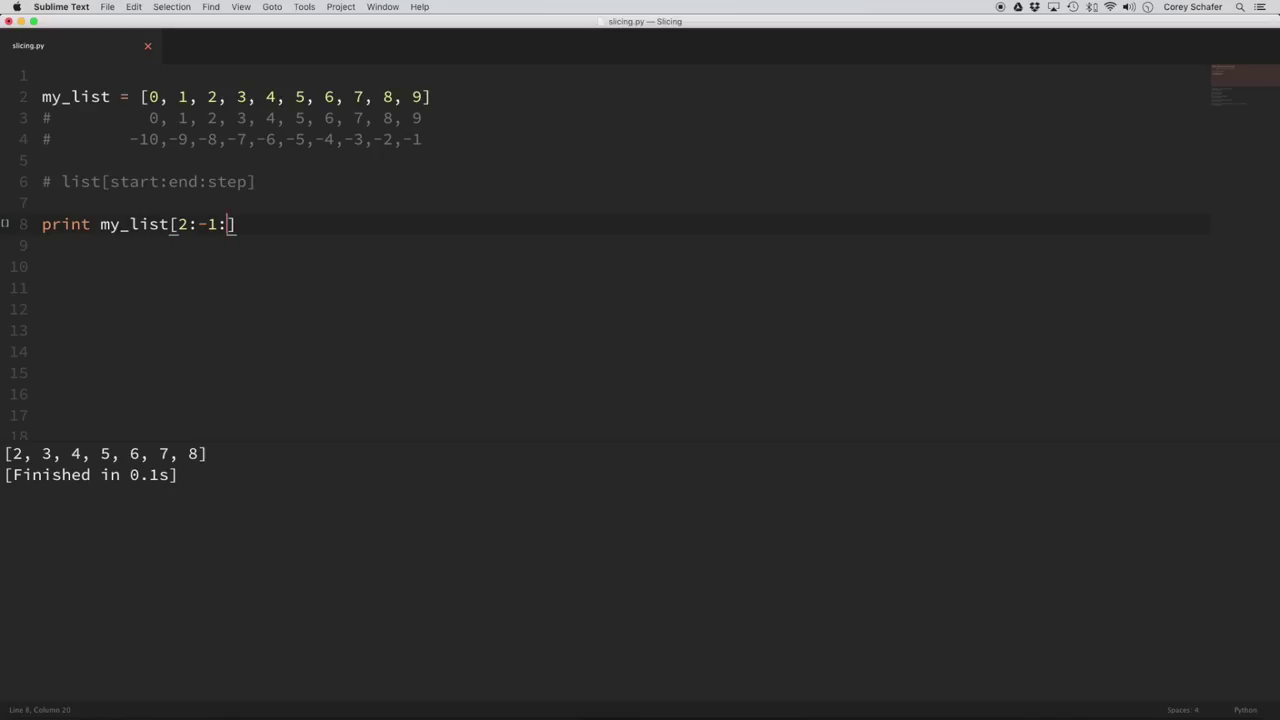 Sublime Text File Edit Selection Find View Goto Tools Project Window Help Corey Schafer
slicing.py — Slicing
slicing.py
1
2 my_list = [0, 1, 2, 3, 4, 5, 6, 7, 8, 9]
3 # 0, 1, 2, 3, 4, 5, 6, 7, 8, 9
4 # -10,-9,-8,-7,-6,-5,-4,-3,-2,-1
5
6 # list[start:end:step]
7
8 print my_list[2:-1:]
9
10
11
12
13
14
15
16
17
18
[2, 3, 4, 5, 6, 7, 8]
[Finished in 0.1s]
Line 8, Column 20 Spaces: 4 Python